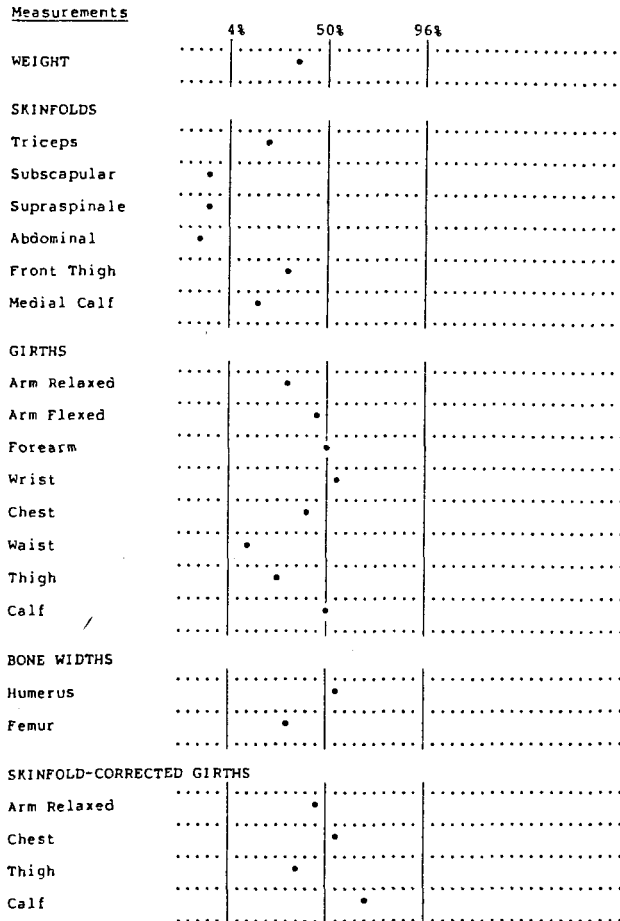 Measurements
4% 50% 96%
WEIGHT
SKINFOLDS
Triceps
Subscapular
Supraspinale
Abdominal
Front Thigh
Medial Calf
GIRTHS
Arm Relaxed
Arm Flexed
Forearm
Wrist
Chest
Waist
Thigh
Calf
BONE WIDTHS
Humerus
Femur
SKINFOLD-CORRECTED GIRTHS
Arm Relaxed
Chest
Thigh
Calf